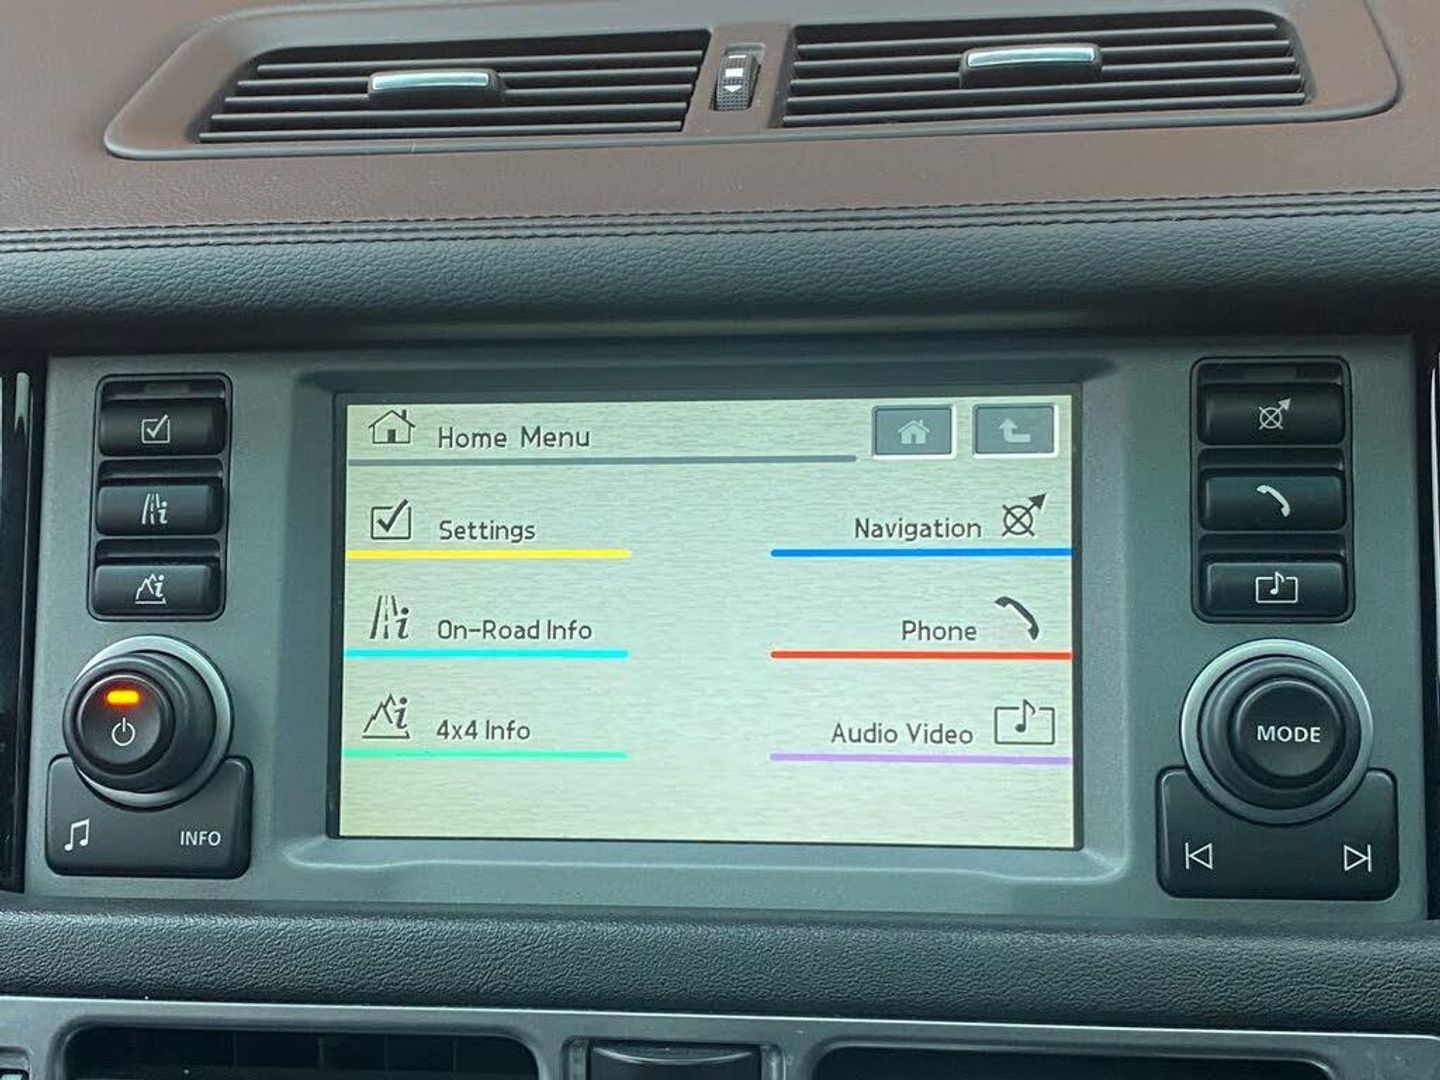 Home Menu
Settings
Navigation
On-Road Info
Phone
4x4 Info
Audio Video
MODE
INFO